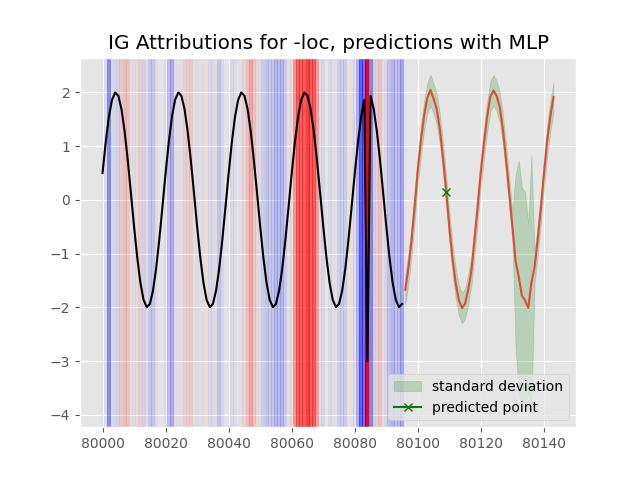 IG Attributions for -loc, predictions with MLP
2
1
0
−1
−2
−3
−4
standard deviation
predicted point
80000 80020 80040 80060 80080 80100 80120 80140